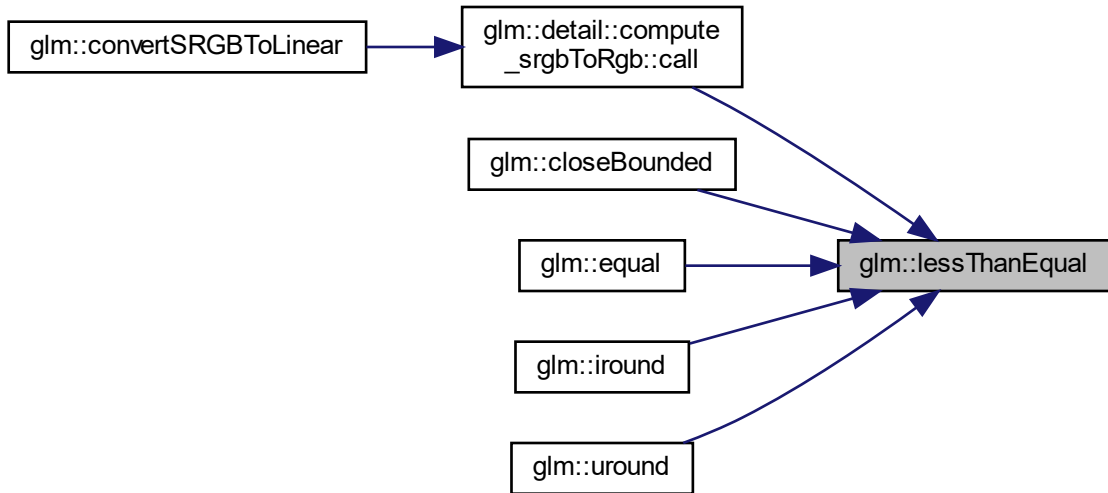 glm::convertSRGBToLinear
glm::detail::compute
_srgbToRgb::call
glm::closeBounded
glm::equal
glm::lessThanEqual
glm::iround
glm::uround